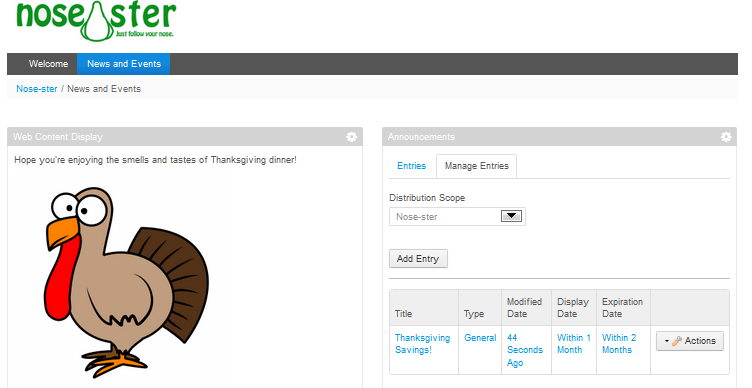 nose ster
Just follow your nose.
Welcome
News and Events
Nose-ster / News and Events
Web Content Display
Hope you're enjoying the smells and tastes of Thanksgiving dinner!
Announcements
Entries
Manage Entries
Distribution Scope
Nose-ster
Add Entry
Title
Type
Modified
Date
Display
Date
Expiration
Date
Thanksgiving
Savings!
General
44
Seconds
Ago
Within 1
Month
Within 2
Months
Actions